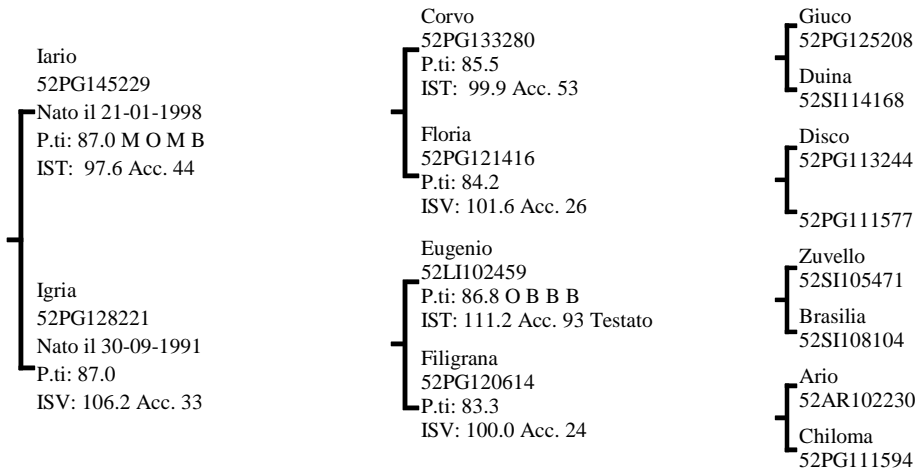 Iario
52PG145229
Nato il 21-01-1998
P.ti: 87.0 M O M B
IST: 97.6 Acc. 44
Igria
52PG128221
Nato il 30-09-1991
P.ti: 87.0
ISV: 106.2 Acc. 33
Corvo
52PG133280
P.ti: 85.5
IST: 99.9 Acc. 53
Floria
52PG121416
P.ti: 84.2
ISV: 101.6 Acc. 26
Eugenio
52LI102459
P.ti: 86.8 O B B B
IST: 111.2 Acc. 93 Testato
Filigrana
52PG120614
P.ti: 83.3
ISV: 100.0 Acc. 24
Giuco
52PG125208
Duina
52SI114168
Disco
52PG113244
52PG111577
Zuvello
52SI105471
Brasilia
52SI108104
Ario
52AR102230
Chiloma
52PG111594